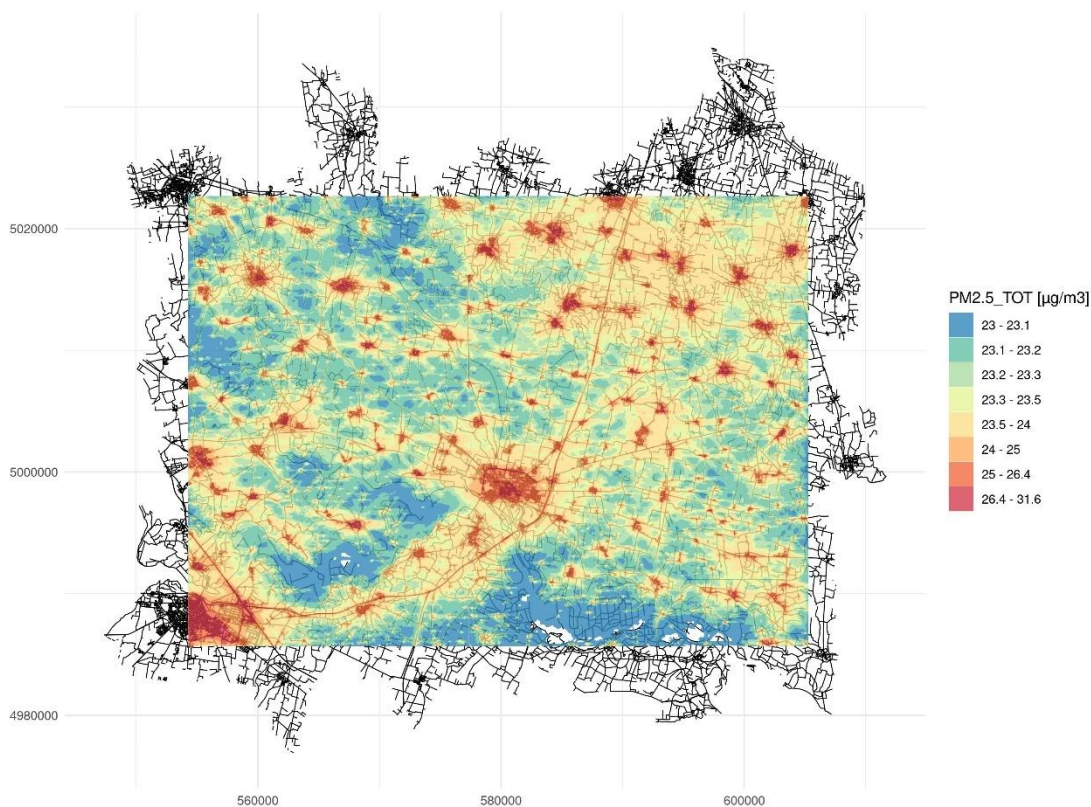 5020000
5000000
4980000
560000
580000
600000
PM2.5_TOT [µg/m3]
23 - 23.1
23.1 - 23.2
23.2 - 23.3
23.3 - 23.5
23.5 - 24
24 - 25
25 - 26.4
26.4 - 31.6